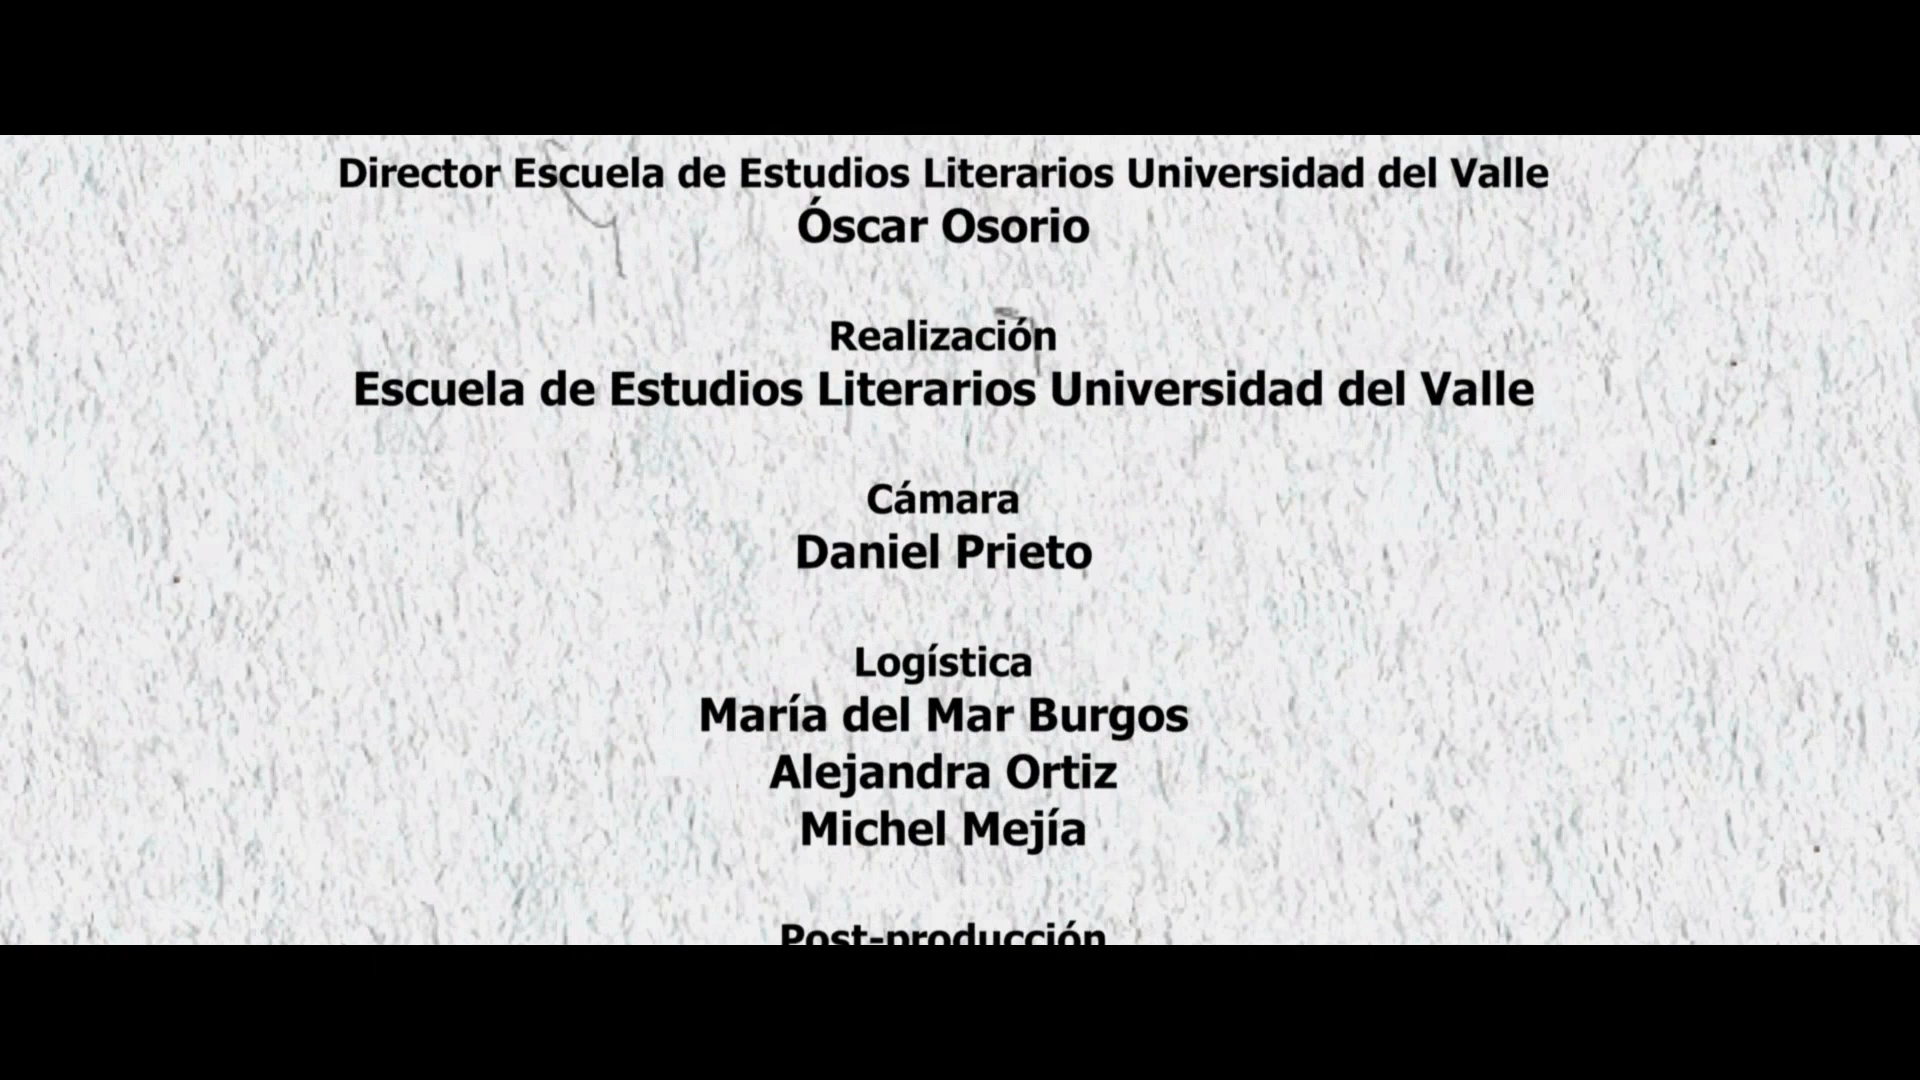 Director Escuela de Estudios Literarios Universidad del Valle
Óscar Osorio
Realización
Escuela de Estudios Literarios Universidad del Valle
Cámara
Daniel Prieto
Logística
María del Mar Burgos
Alejandra Ortiz
Michel Mejía
Post-producción